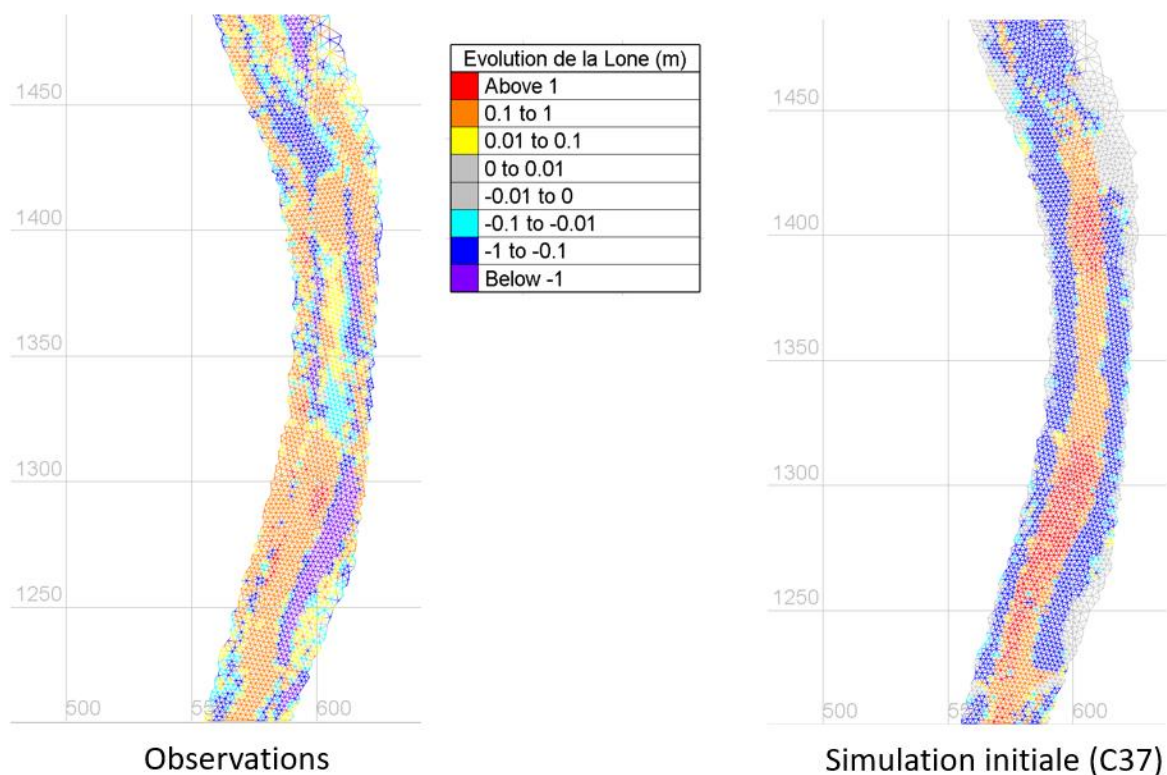 1450
1400
1350
1300
1250
500
600
Observations
Evolution de la Lone (m)
Above 1
0.1 to 1
0.01 to 0.1
0 to 0.01
-0.01 to 0
-0.1 to -0.01
-1 to -0.1
Below -1
1450
1400
1350
1300
1250
500
600
Simulation initiale (C37)